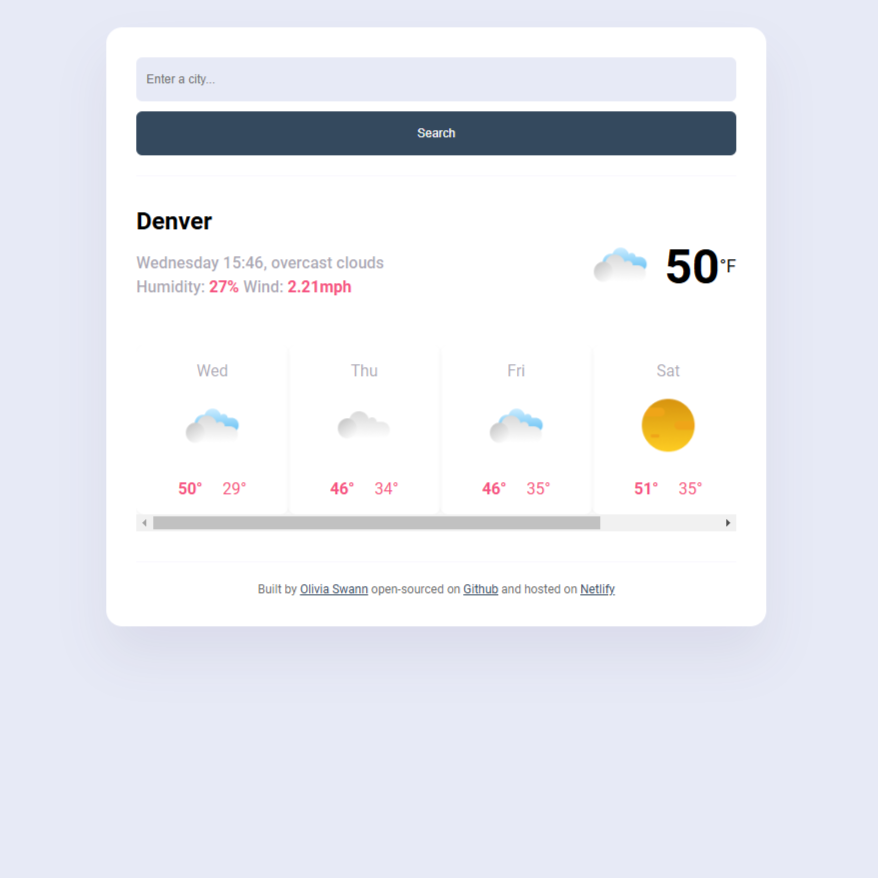 Enter a city...
Search
Denver
Wednesday 15:46, overcast clouds
Humidity: 27% Wind: 2.21mph
50°F
Wed Thu Fri Sat
50° 29° 46° 34° 46° 35° 51° 35°
Built by Olivia Swann open-sourced on Github and hosted on Netlify